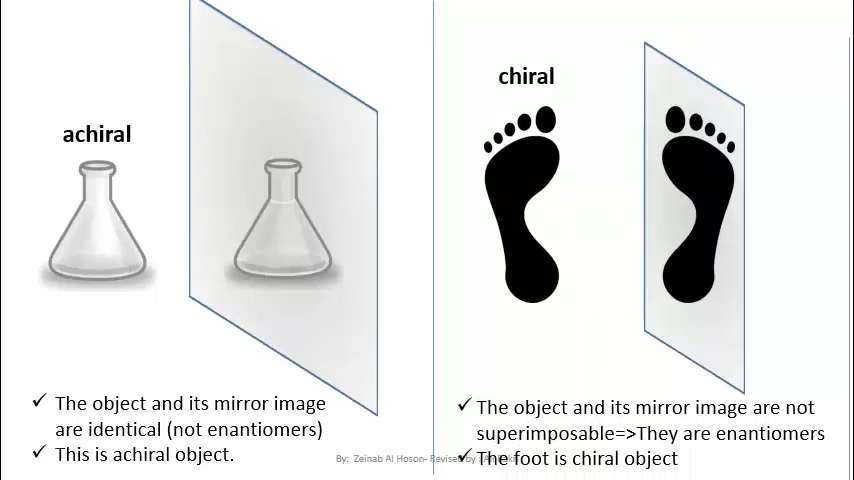 achiral
chiral
✓ The object and its mirror image
are identical (not enantiomers)
✓ This is achiral object.
✓ The object and its mirror image are not
superimposable=>They are enantiomers
✓ The foot is chiral object
By: Zeinab Al Hoson- Revised by